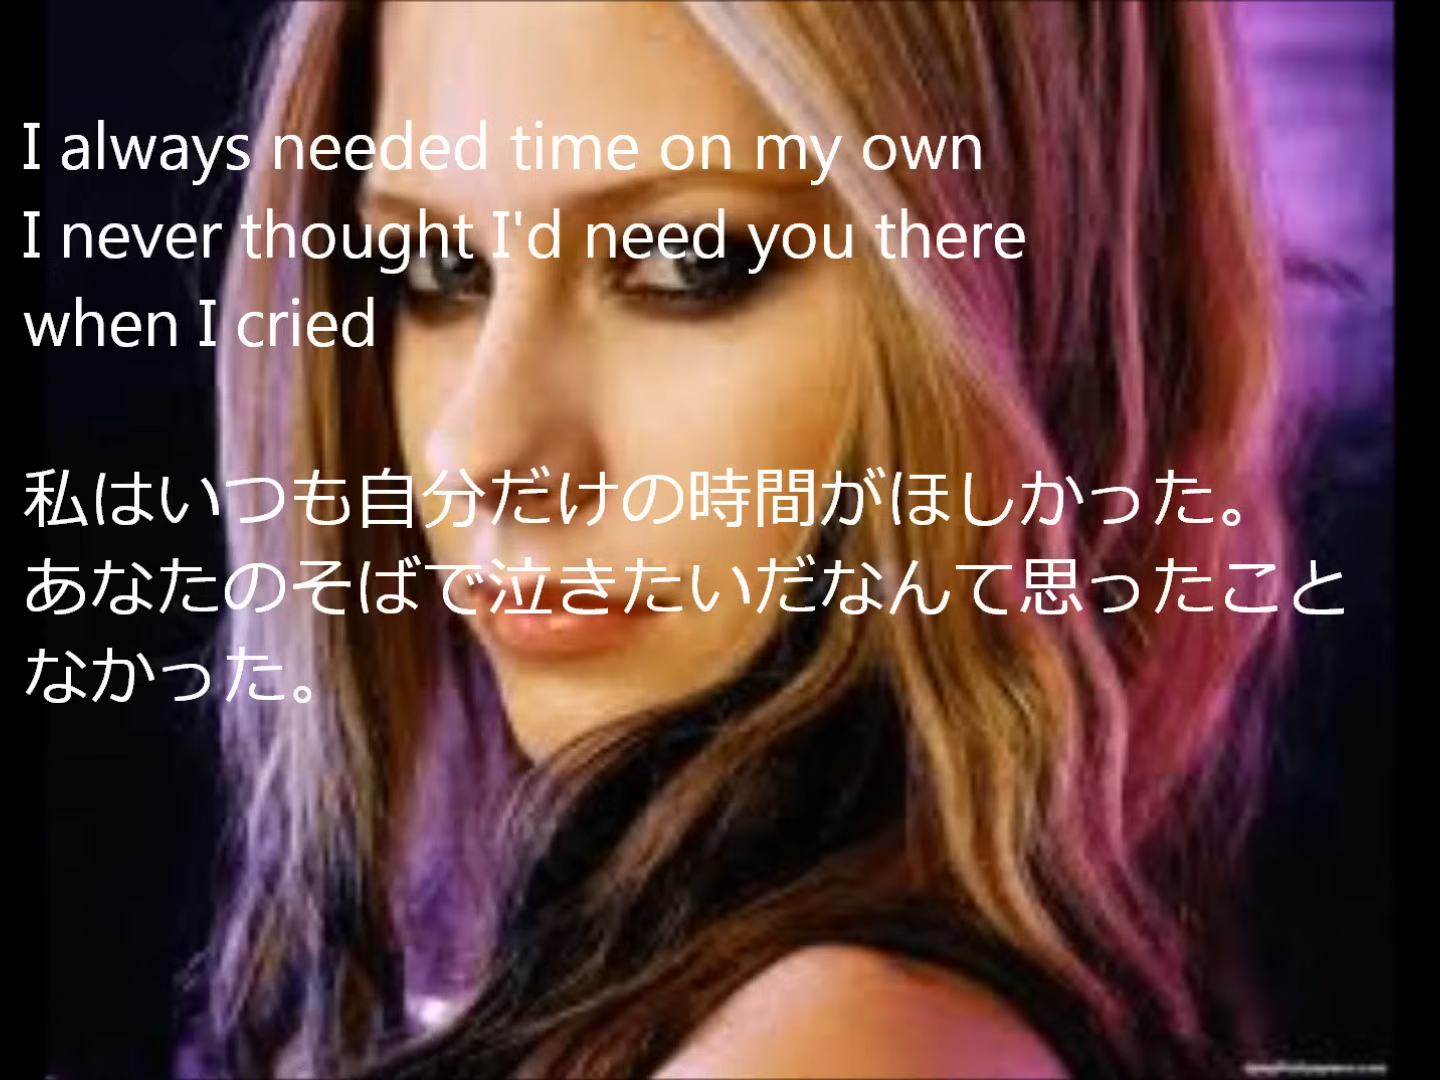 I always needed time on my own
I never thought I'd need you there
when I cried
私はいつも自分だけの時間がほしかった。
あなたのそばで泣きたいだなんて思ったこと
なかった。